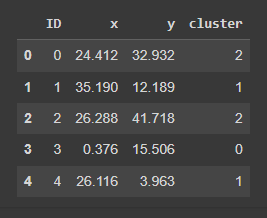 ID x y cluster
0 0 24.412 32.932 2
1 1 35.190 12.189 1
2 2 26.288 41.718 2
3 3 0.376 15.506 0
4 4 26.116 3.963 1